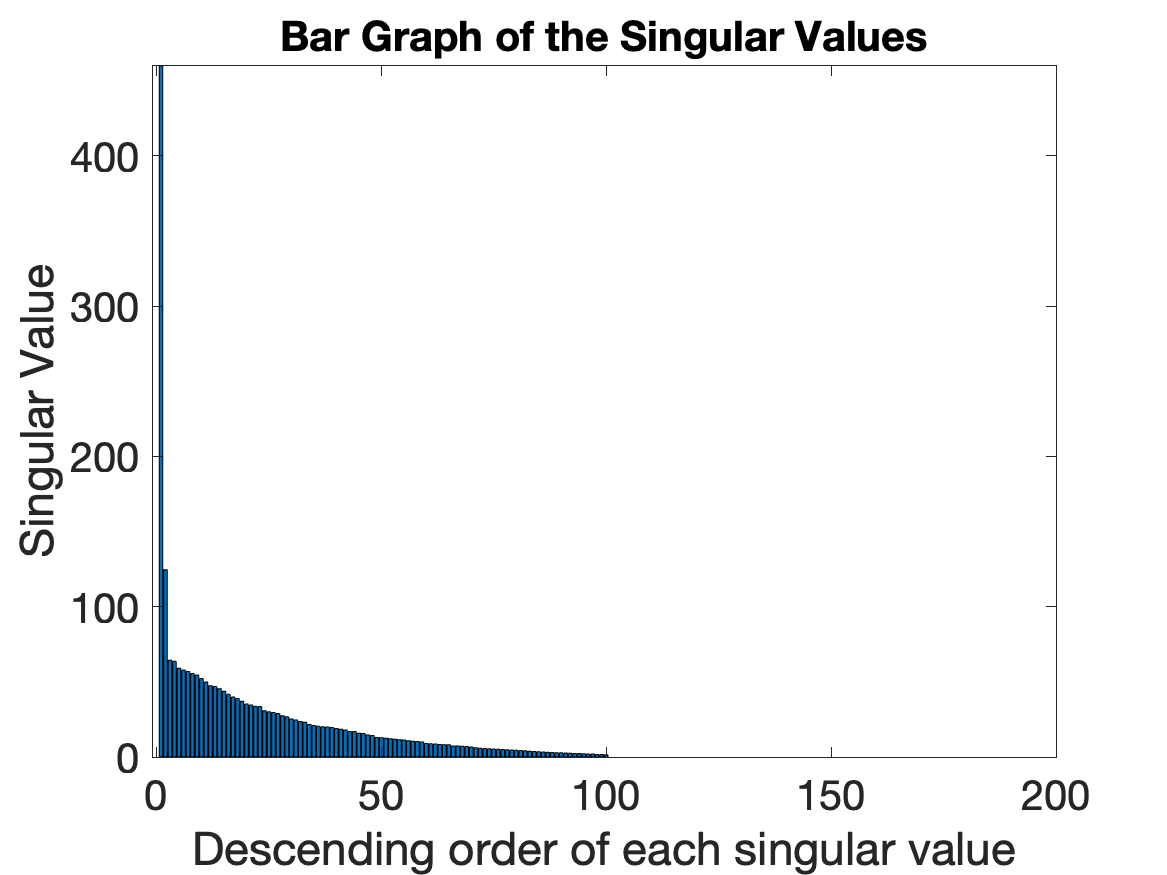 Bar Graph of the Singular Values
400
300
200
100
0
Singular Value
0 50 100 150 200
Descending order of each singular value